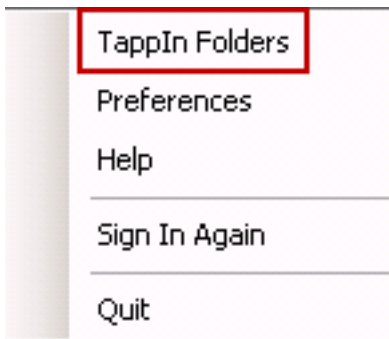 TappIn Folders
Preferences
Help
Sign In Again
Quit